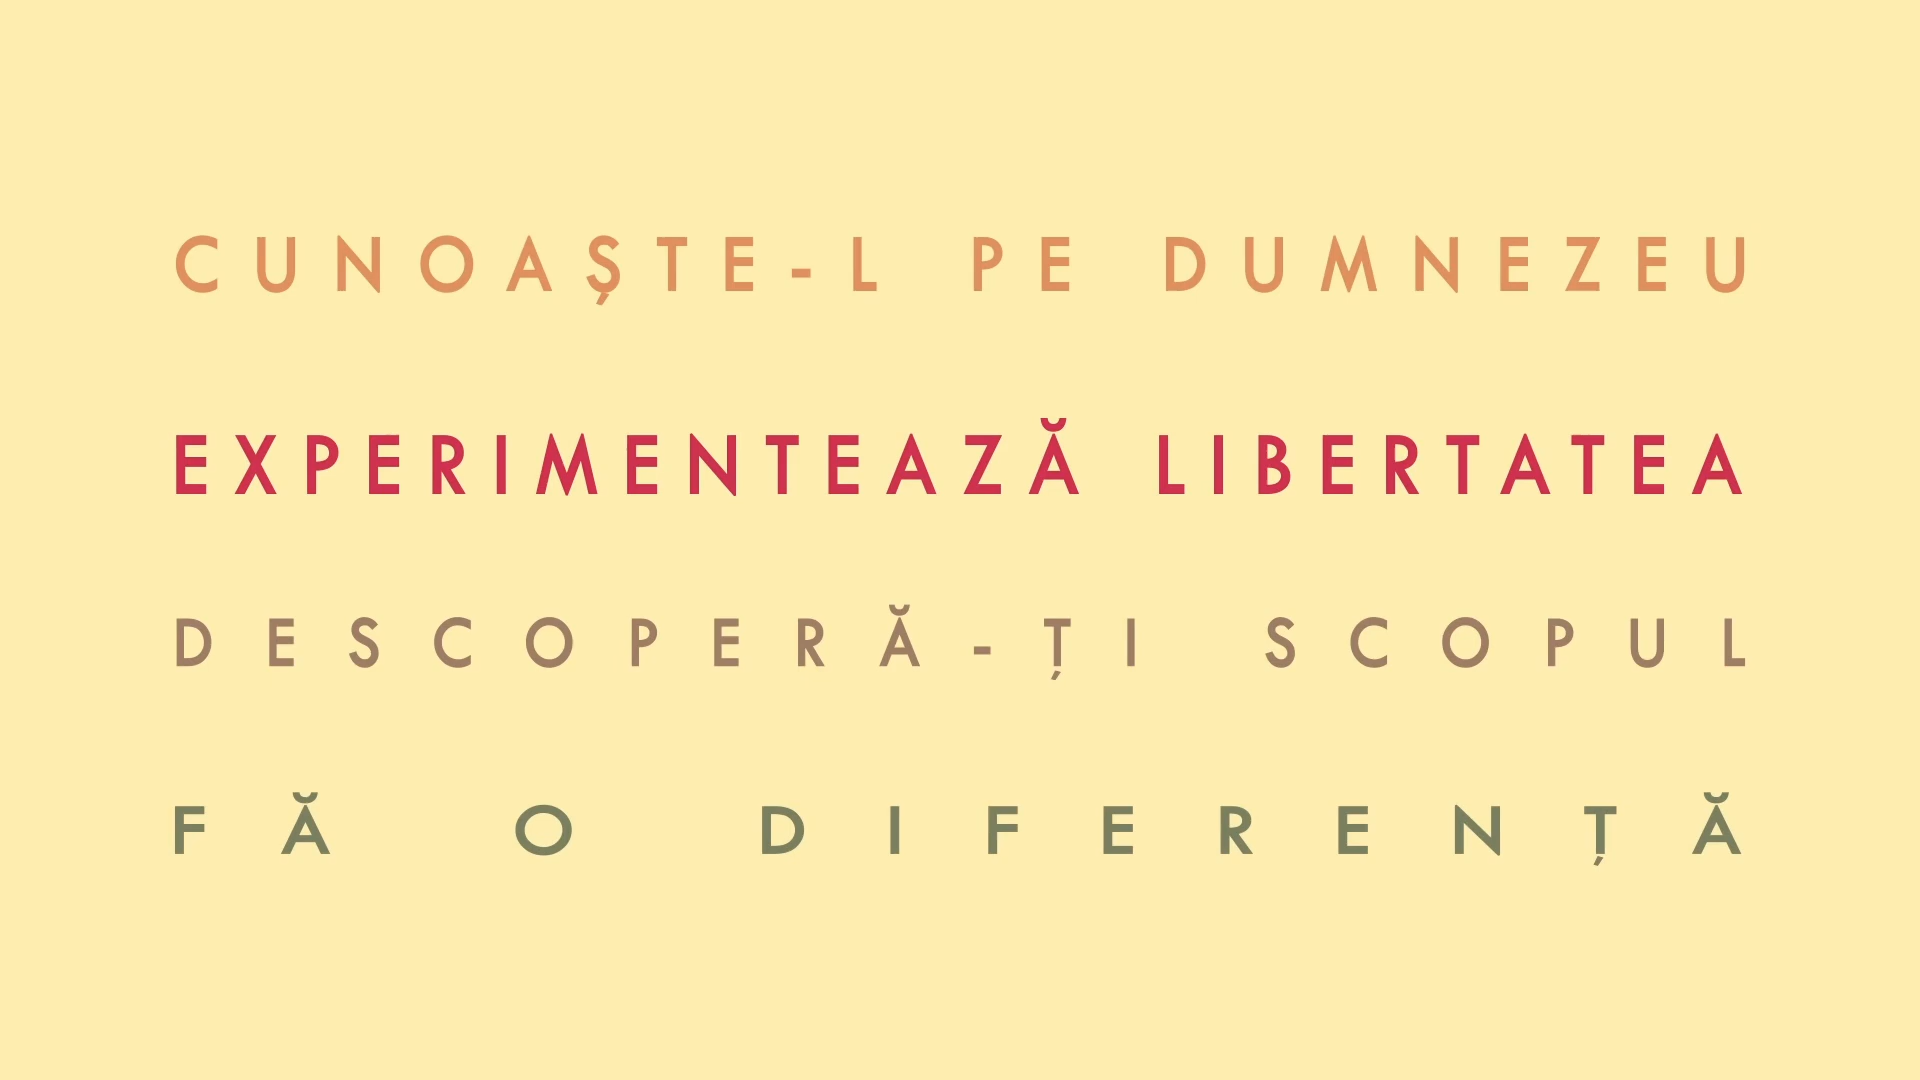 CUNOAȘTE-L PE DUMNEZEU
EXPERIMENTEAZĂ LIBERTATEA
DESCOPERĂ-ȚI SCOPUL
FĂ O DIFERENȚĂ